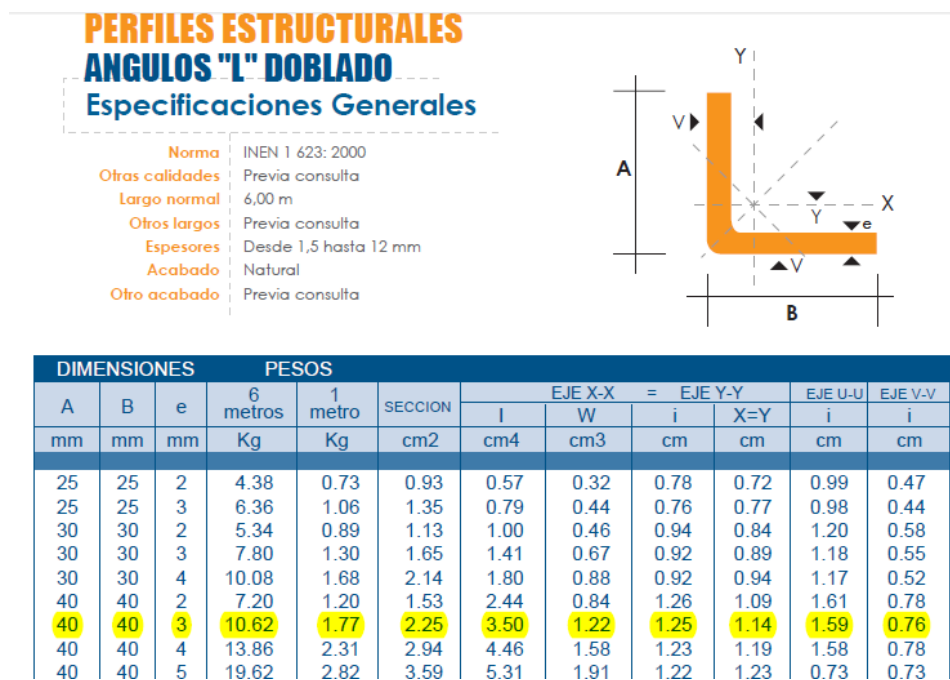 PERFILES ESTRUCTURALES
ANGULOS "L" DOBLADO
Especificaciones Generales
Norma INEN 1 623: 2000
Otras calidades Previa consulta
Largo normal 6,00 m
Otros largos Previa consulta
Espesores Desde 1,5 hasta 12 mm
Acabado Natural
Otro acabado Previa consulta
Y
V
A
X
Y
e
V
B
DIMENSIONES PESOS
A B e 6 metros 1 metro SECCION EJE X-X = EJE Y-Y EJE U-U EJE V-V
I W i X=Y i i
mm mm mm Kg Kg cm2 cm4 cm3 cm cm cm cm
25 25 2 4.38 0.73 0.93 0.57 0.32 0.78 0.72 0.99 0.47
25 25 3 6.36 1.06 1.35 0.79 0.44 0.76 0.77 0.98 0.44
30 30 2 5.34 0.89 1.13 1.00 0.46 0.94 0.84 1.20 0.58
30 30 3 7.80 1.30 1.65 1.41 0.67 0.92 0.89 1.18 0.55
30 30 4 10.08 1.68 2.14 1.80 0.88 0.92 0.94 1.17 0.52
40 40 2 7.20 1.20 1.53 2.44 0.84 1.26 1.09 1.61 0.78
40 40 3 10.62 1.77 2.25 3.50 1.22 1.25 1.14 1.59 0.76
40 40 4 13.86 2.31 2.94 4.46 1.58 1.23 1.19 1.58 0.78
40 40 5 19.62 2.82 3.59 5.31 1.91 1.22 1.23 0.73 0.73